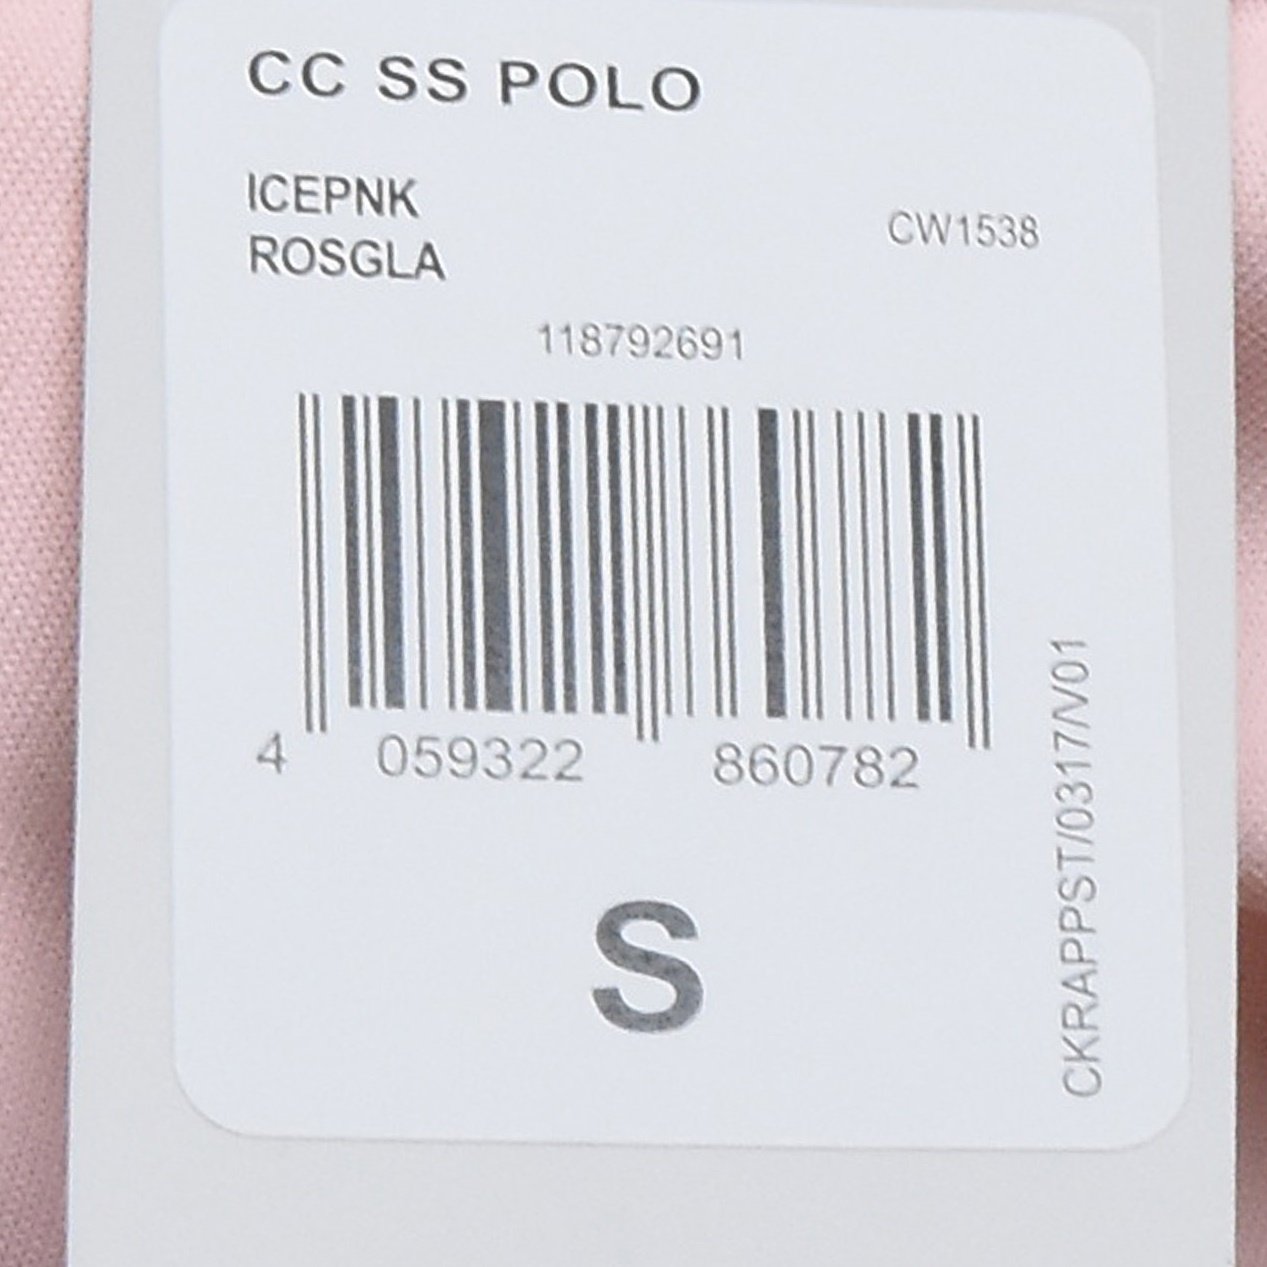 CC SS POLO
ICEPNK
ROSGLA
CW1538
118792691
4 059322 860782
S
CKRAPPST/0317/V01